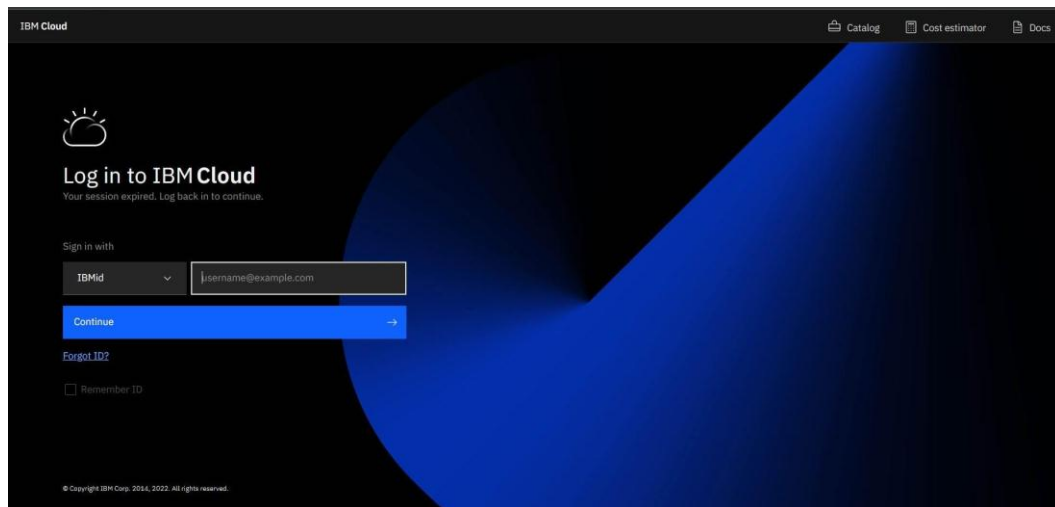 IBM Cloud
Catalog
Cost estimator
Docs
Log in to IBM Cloud
Your session expired. Log back in to continue.
Sign in with
IBMid
username@example.com
Continue
Forgot ID?
Remember ID
© Copyright IBM Corp. 2014, 2022. All rights reserved.